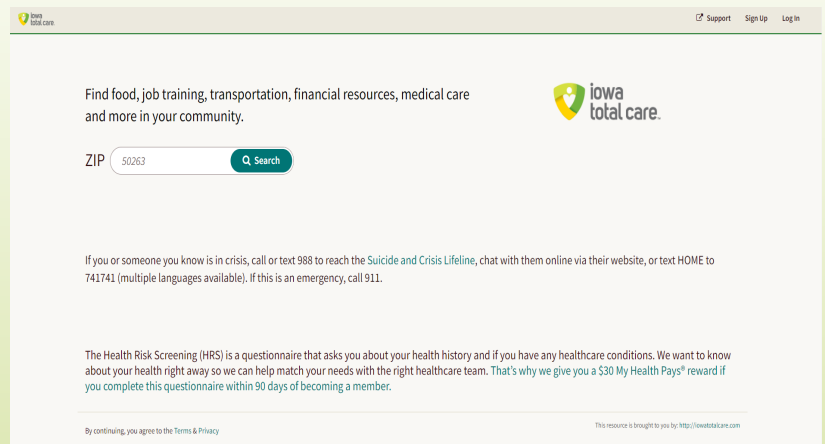 iowa
total care.
Support Sign Up Log In
Find food, job training, transportation, financial resources, medical care
and more in your community.
iowa
total care™
ZIP 50263 Search
If you or someone you know is in crisis, call or text 988 to reach the Suicide and Crisis Lifeline, chat with them online via their website, or text HOME to
741741 (multiple languages available). If this is an emergency, call 911.
The Health Risk Screening (HRS) is a questionnaire that asks you about your health history and if you have any healthcare conditions. We want to know
about your health right away so we can help match your needs with the right healthcare team. That's why we give you a $30 My Health Pays® reward if
you complete this questionnaire within 90 days of becoming a member.
By continuing, you agree to the Terms & Privacy
This resource is brought to you by: http://iowatotalcare.com